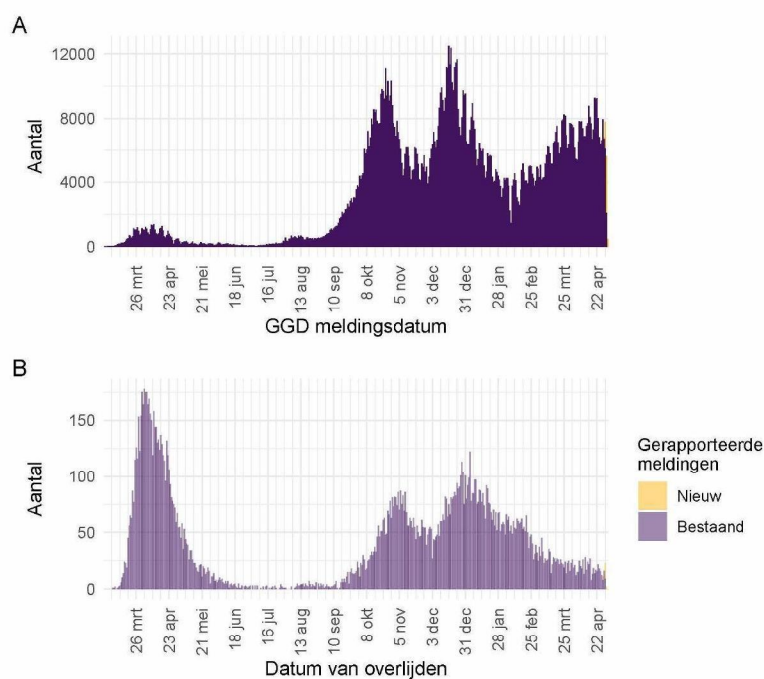 A
12000
8000
4000
0
Aantal
26 mrt
23 apr
21 mei
18 jun
16 jul
13 aug
10 sep
8 okt
5 nov
3 dec
31 dec
28 jan
25 feb
25 mrt
22 apr
GGD meldingsdatum
B
150
100
50
0
Aantal
26 mrt
23 apr
21 mei
18 jun
16 jul
13 aug
10 sep
8 okt
5 nov
3 dec
31 dec
28 jan
25 feb
25 mrt
22 apr
Datum van overlijden
Gerapporteerde
meldingen
Nieuw
Bestaand